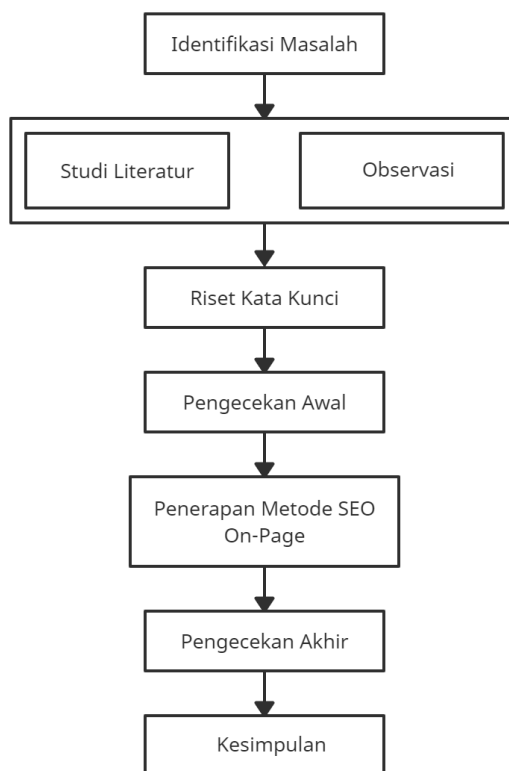 Identifikasi Masalah
Studi Literatur
Observasi
Riset Kata Kunci
Pengecekan Awal
Penerapan Metode SEO
On-Page
Pengecekan Akhir
Kesimpulan